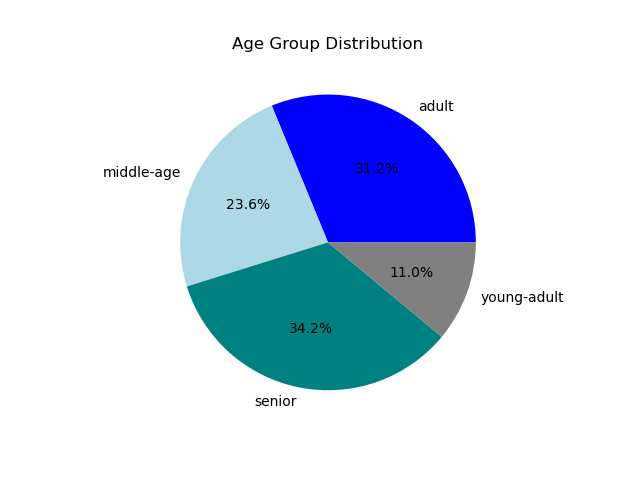 Age Group Distribution
adult
31.2%
middle-age
23.6%
11.0%
young-adult
34.2%
senior